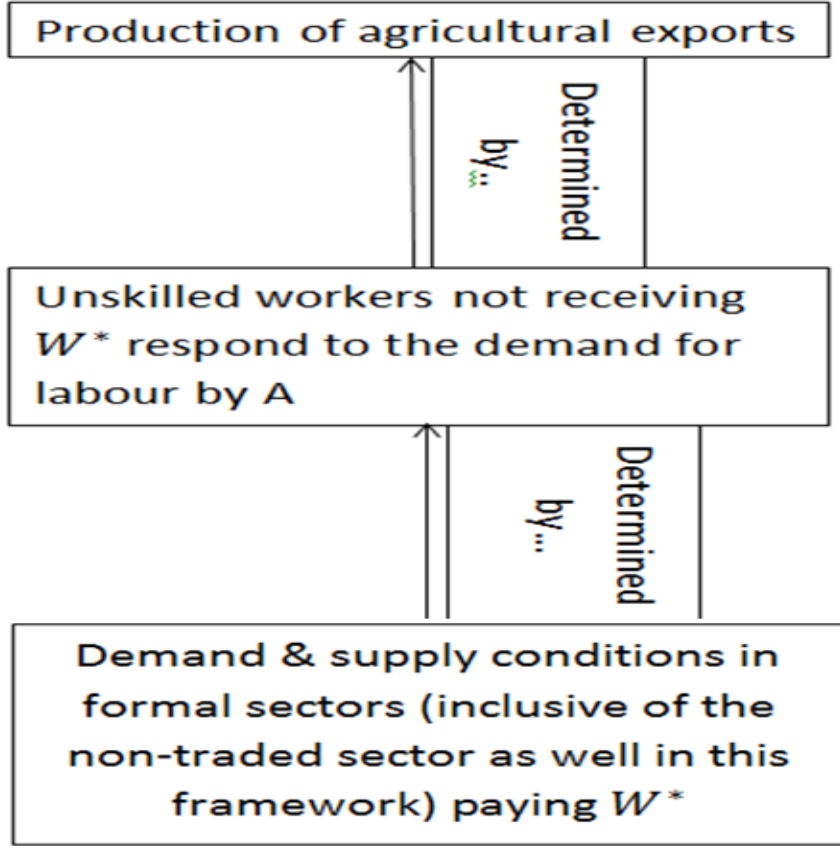 Production of agricultural exports
Determined
by...
Unskilled workers not receiving
W* respond to the demand for
labour by A
Determined
by...
Demand & supply conditions in
formal sectors (inclusive of the
non-traded sector as well in this
framework) paying W*